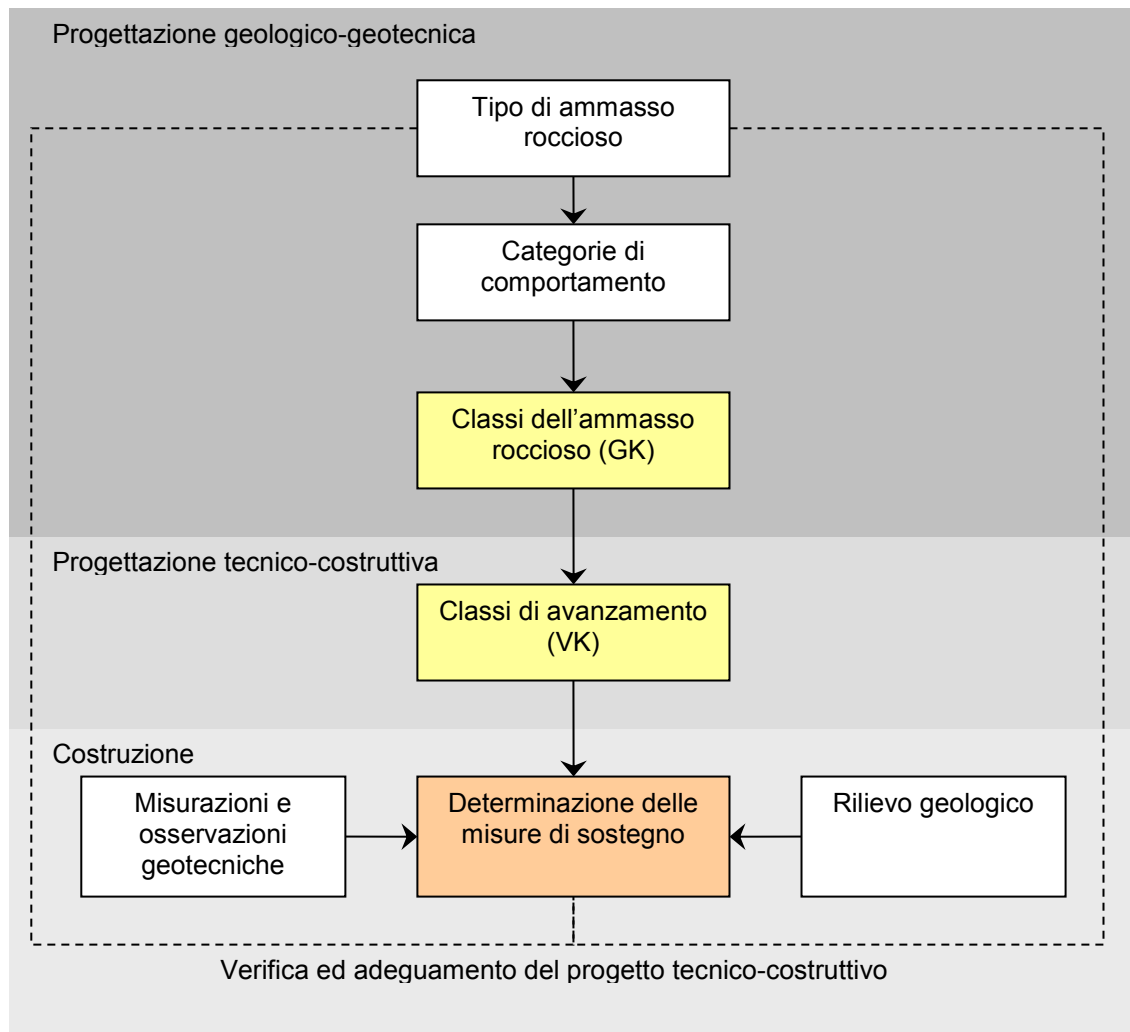 Progettazione geologico-geotecnica
Tipo di ammasso
roccioso
Categorie di
comportamento
Classi dell’ammasso
roccioso (GK)
Progettazione tecnico-costruttiva
Classi di avanzamento
(VK)
Costruzione
Misurazioni e
osservazioni
geotecniche
Determinazione delle
misure di sostegno
Rilievo geologico
Verifica ed adeguamento del progetto tecnico-costruttivo